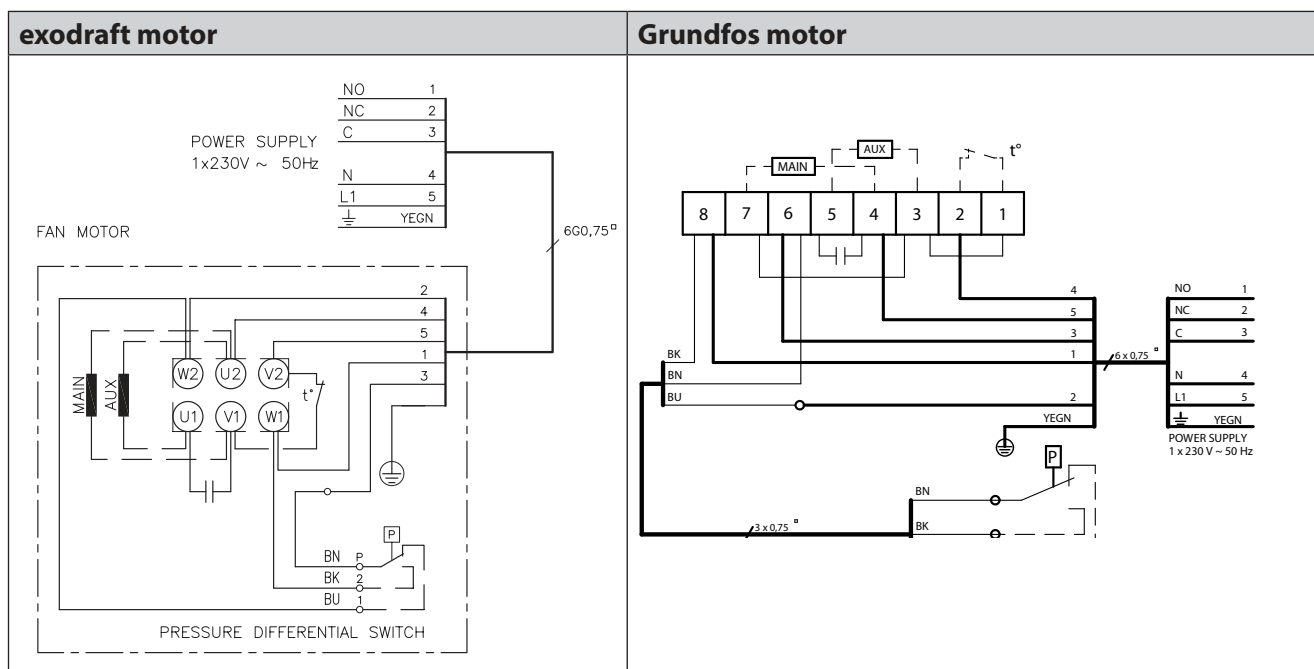 exodraft motor
Grundfos motor
NO 1
NC 2
C 3
POWER SUPPLY
1x230V ~ 50Hz
N 4
L1 5
YEGN
6G0,75
FAN MOTOR
2
4
5
1
3
MAIN
AUX
W2 U2 V2
t°
U1 V1 W1
P
BN P
BK 2
BU 1
PRESSURE DIFFERENTIAL SWITCH
AUX
MAIN
t°
8 7 6 5 4 3 2 1
4
5
3
1
6 x 0,75
BK
BN
BU
2
YEGN
NO 1
NC 2
C 3
N 4
L1 5
YEGN
POWER SUPPLY
1 x 230 V ~ 50 Hz
P
BN
BK
3 x 0,75